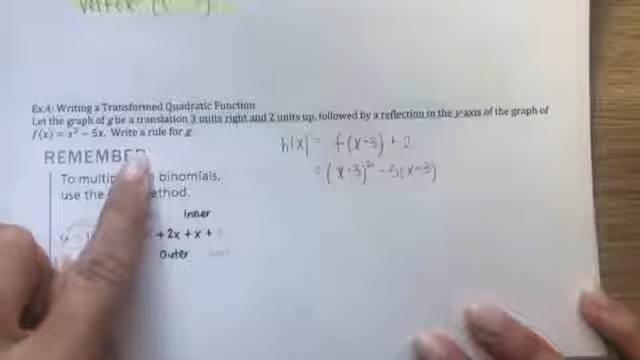 vertex (
Ex.4: Writing a Transformed Quadratic Function
Let the graph of g be a translation 3 units right and 2 units up, followed by a reflection in the y-axis of the graph of
f(x) = x² − 5x. Write a rule for g
h(x) = f(x-3) + 2
= (x-3)² - 5(x-3)
REMEMBER
To binomials,
use the
Inner
+ 2x + x +
Outer